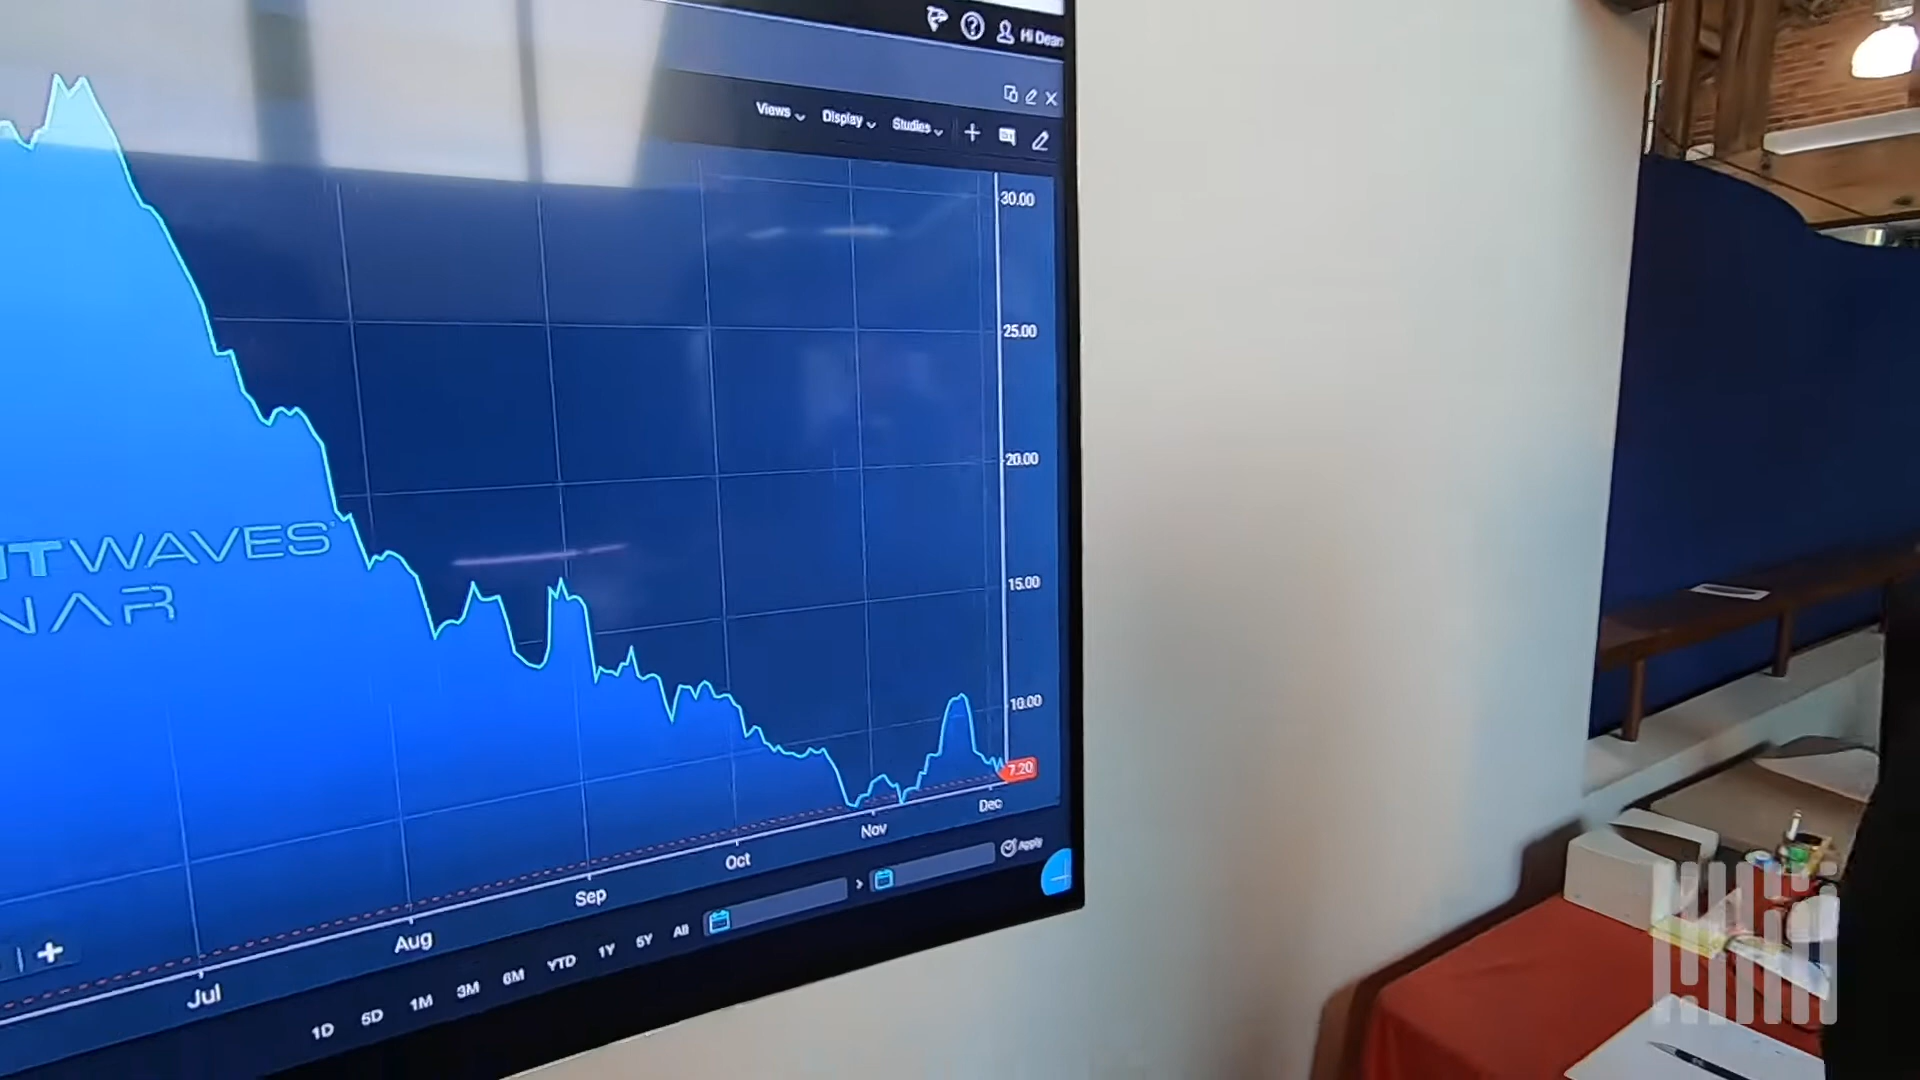 Hi Dean
Views Display Studies
30.00
25.00
20.00
ITWAVES
NAR
15.00
10.00
7.20
Dec
Nov
Oct
Sep
Aug
Jul
Apply
1D 5D 1M 3M 6M YTD 1Y 5Y All